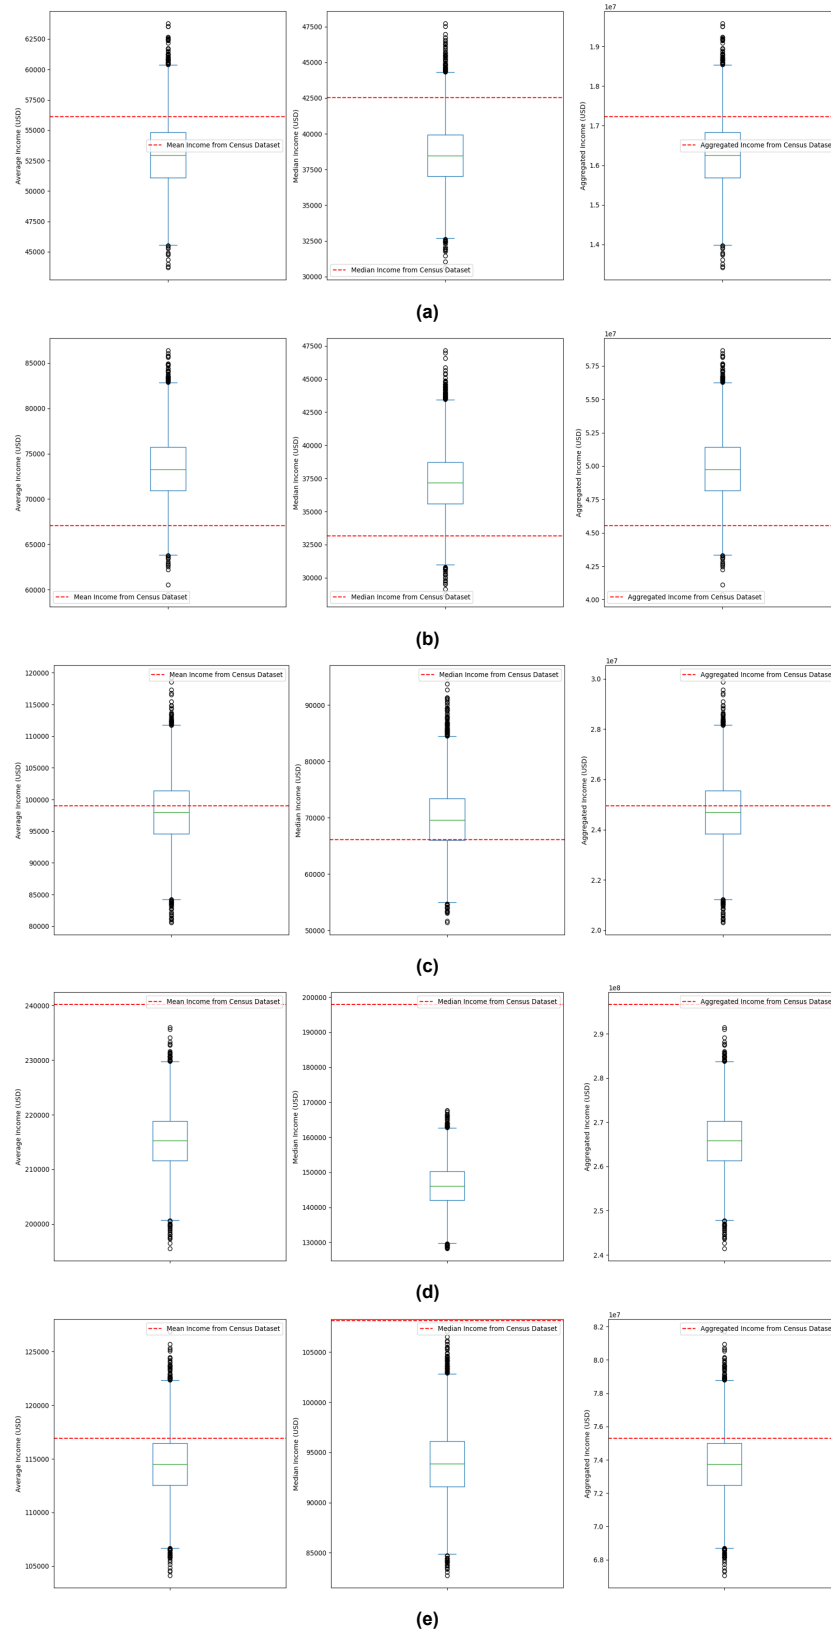 Average Income (USD)
62500
60000
57500
55000
52500
50000
47500
45000
Mean Income from Census Dataset
Median Income (USD)
47500
45000
42500
40000
37500
35000
32500
30000
Median Income from Census Dataset
1e7
Aggregated Income (USD)
1.9
1.8
1.7
1.6
1.5
1.4
Aggregated Income from Census Dataset
(a)
Average Income (USD)
85000
80000
75000
70000
65000
60000
Mean Income from Census Dataset
Median Income (USD)
47500
45000
42500
40000
37500
35000
32500
30000
Median Income from Census Dataset
1e7
Aggregated Income (USD)
5.75
5.50
5.25
5.00
4.75
4.50
4.25
4.00
Aggregated Income from Census Dataset
(b)
Average Income (USD)
120000
115000
110000
105000
100000
95000
90000
85000
80000
Mean Income from Census Dataset
Median Income (USD)
90000
80000
70000
60000
50000
Median Income from Census Dataset
1e7
Aggregated Income (USD)
3.0
2.8
2.6
2.4
2.2
2.0
Aggregated Income from Census Dataset
(c)
Average Income (USD)
240000
230000
220000
210000
200000
Mean Income from Census Dataset
Median Income (USD)
200000
190000
180000
170000
160000
150000
140000
130000
Median Income from Census Dataset
1e8
Aggregated Income (USD)
2.9
2.8
2.7
2.6
2.5
2.4
Aggregated Income from Census Dataset
(d)
Average Income (USD)
125000
120000
115000
110000
105000
Mean Income from Census Dataset
Median Income (USD)
105000
100000
95000
90000
85000
Median Income from Census Dataset
1e7
Aggregated Income (USD)
8.2
8.0
7.8
7.6
7.4
7.2
7.0
6.8
Aggregated Income from Census Dataset
(e)